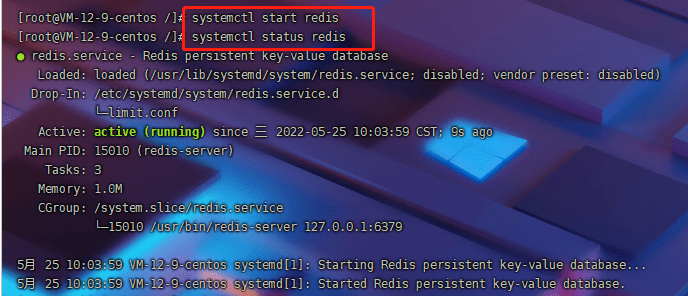 [root@VM-12-9-centos /]# systemctl start redis
[root@VM-12-9-centos /]# systemctl status redis
● redis.service - Redis persistent key-value database
   Loaded: loaded (/usr/lib/systemd/system/redis.service; disabled; vendor preset: disabled)
  Drop-In: /etc/systemd/system/redis.service.d
           └─limit.conf
   Active: active (running) since 三 2022-05-25 10:03:59 CST; 9s ago
 Main PID: 15010 (redis-server)
    Tasks: 3
   Memory: 1.0M
   CGroup: /system.slice/redis.service
           └─15010 /usr/bin/redis-server 127.0.0.1:6379
5月 25 10:03:59 VM-12-9-centos systemd[1]: Starting Redis persistent key-value database...
5月 25 10:03:59 VM-12-9-centos systemd[1]: Started Redis persistent key-value database.